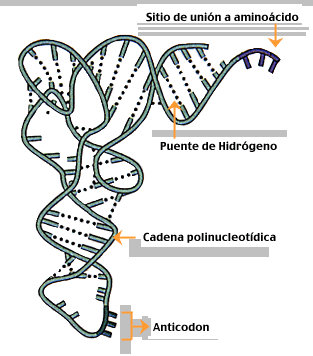 Sitio de unión a aminoácido
Puente de Hidrógeno
Cadena polinucleotídica
Anticodon